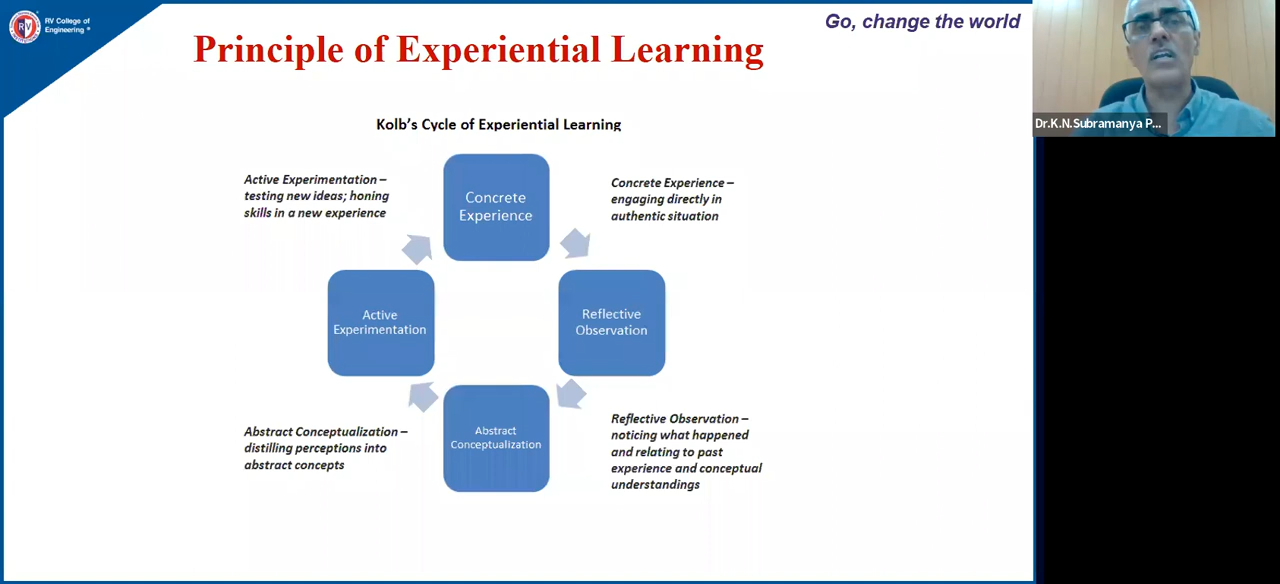 RV College of
Engineering
Go, change the world
Principle of Experiential Learning
Dr.K.N.Subramanya P...
Kolb's Cycle of Experiential Learning
Active Experimentation –
testing new ideas; honing
skills in a new experience
Concrete
Experience
Concrete Experience –
engaging directly in
authentic situation
Active
Experimentation
Reflective
Observation
Abstract Conceptualization –
distilling perceptions into
abstract concepts
Abstract
Conceptualization
Reflective Observation –
noticing what happened
and relating to past
experience and conceptual
understandings